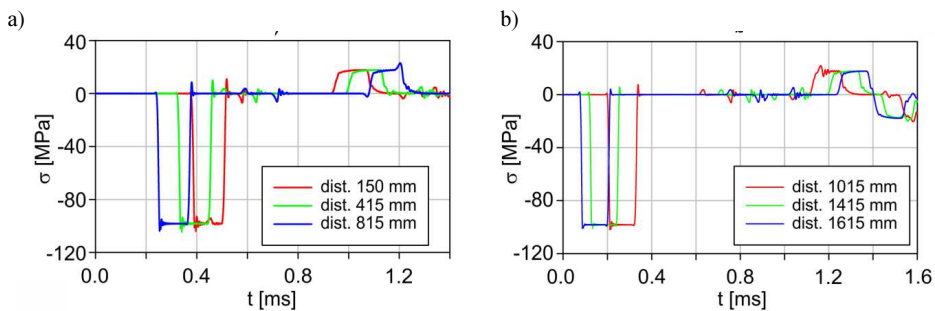 a)
b)
40
0
-40
-80
-120
σ [MPa]
dist. 150 mm
dist. 415 mm
dist. 815 mm
0.0 0.4 0.8 1.2
t [ms]
40
0
-40
-80
-120
σ [MPa]
dist. 1015 mm
dist. 1415 mm
dist. 1615 mm
0.0 0.4 0.8 1.2 1.6
t [ms]